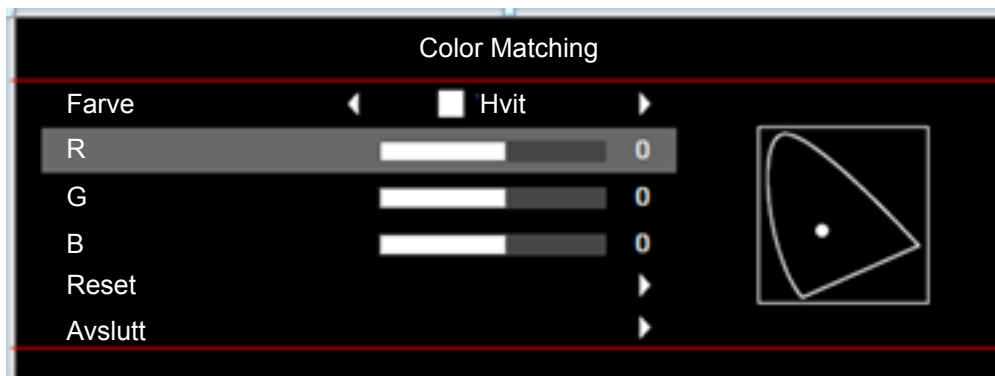 Color Matching
Farve 'Hvit
R 0
G 0
B 0
Reset
Avslutt